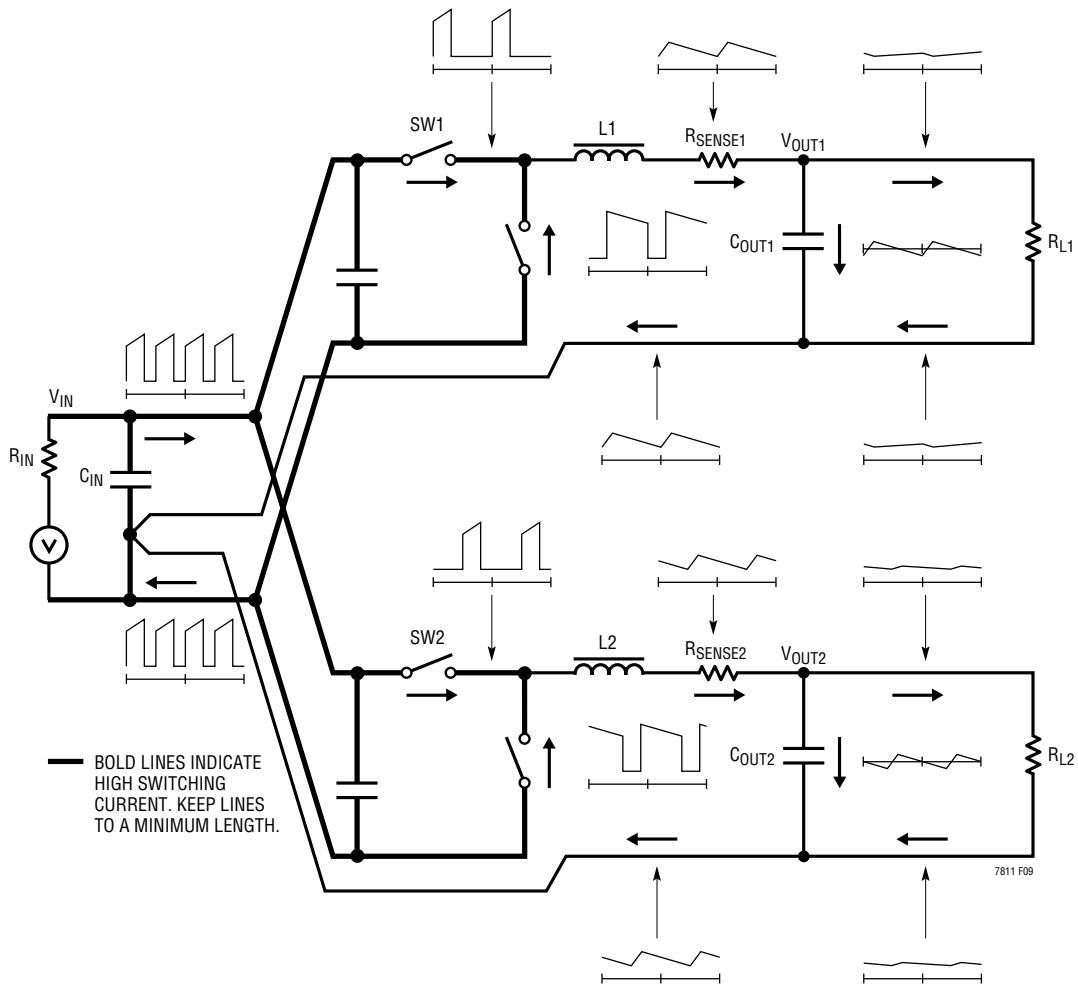 SW1
L1
RSENSE1
VOUT1
COUT1
RL1
VIN
RIN
CIN
V
SW2
L2
RSENSE2
VOUT2
COUT2
RL2
BOLD LINES INDICATE
HIGH SWITCHING
CURRENT. KEEP LINES
TO A MINIMUM LENGTH.
7811 F09